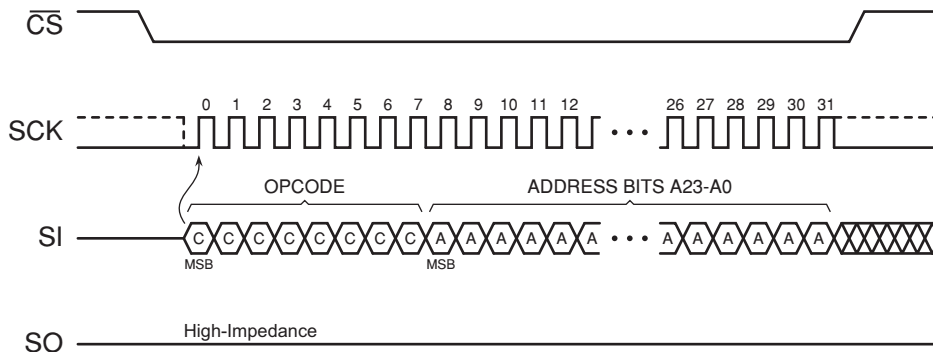 CS
0 1 2 3 4 5 6 7 8 9 10 11 12 26 27 28 29 30 31
SCK
OPCODE ADDRESS BITS A23-A0
SI C C C C C C C C A A A A A A A A A A A A
MSB MSB
High-Impedance
SO